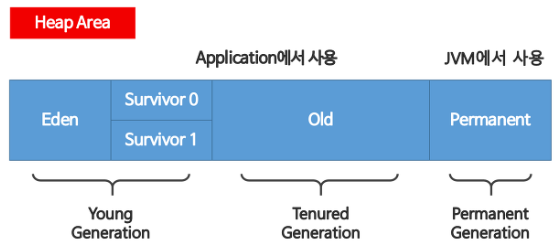 Heap Area
Application에서 사용
JVM에서 사용
Eden
Survivor 0
Survivor 1
Old
Permanent
Young
Generation
Tenured
Generation
Permanent
Generation